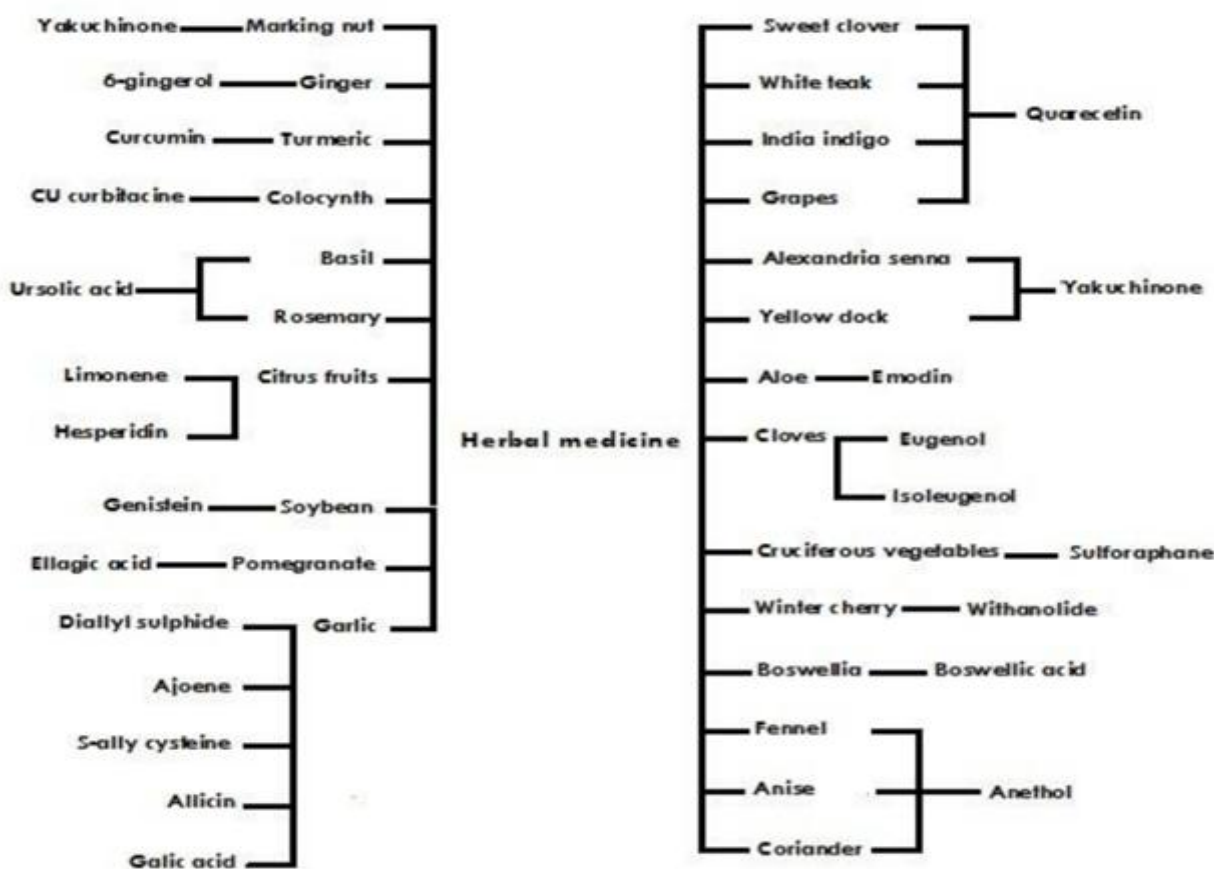 Yakuchinone Marking nut
6-gingerol Ginger
Curcumin Turmeric
CU curbitacine Colocynth
Basil
Ursolic acid
Rosemary
Limonene Citrus fruits
Hesperidin
Genistein Soybean
Ellagic acid Pomegranate
Diallyl sulphide Garlic
Ajoene
S-ally cysteine
Allicin
Galic acid
Herbal medicine
Sweet clover
White teak
Quarecetin
India indigo
Grapes
Alexandria senna
Yakuchinone
Yellow dock
Aloe Emodin
Cloves Eugenol
Isoleugenol
Cruciferous vegetables Sulforaphane
Winter cherry Withanolide
Boswellia Boswellic acid
Fennel
Anise Anethol
Coriander